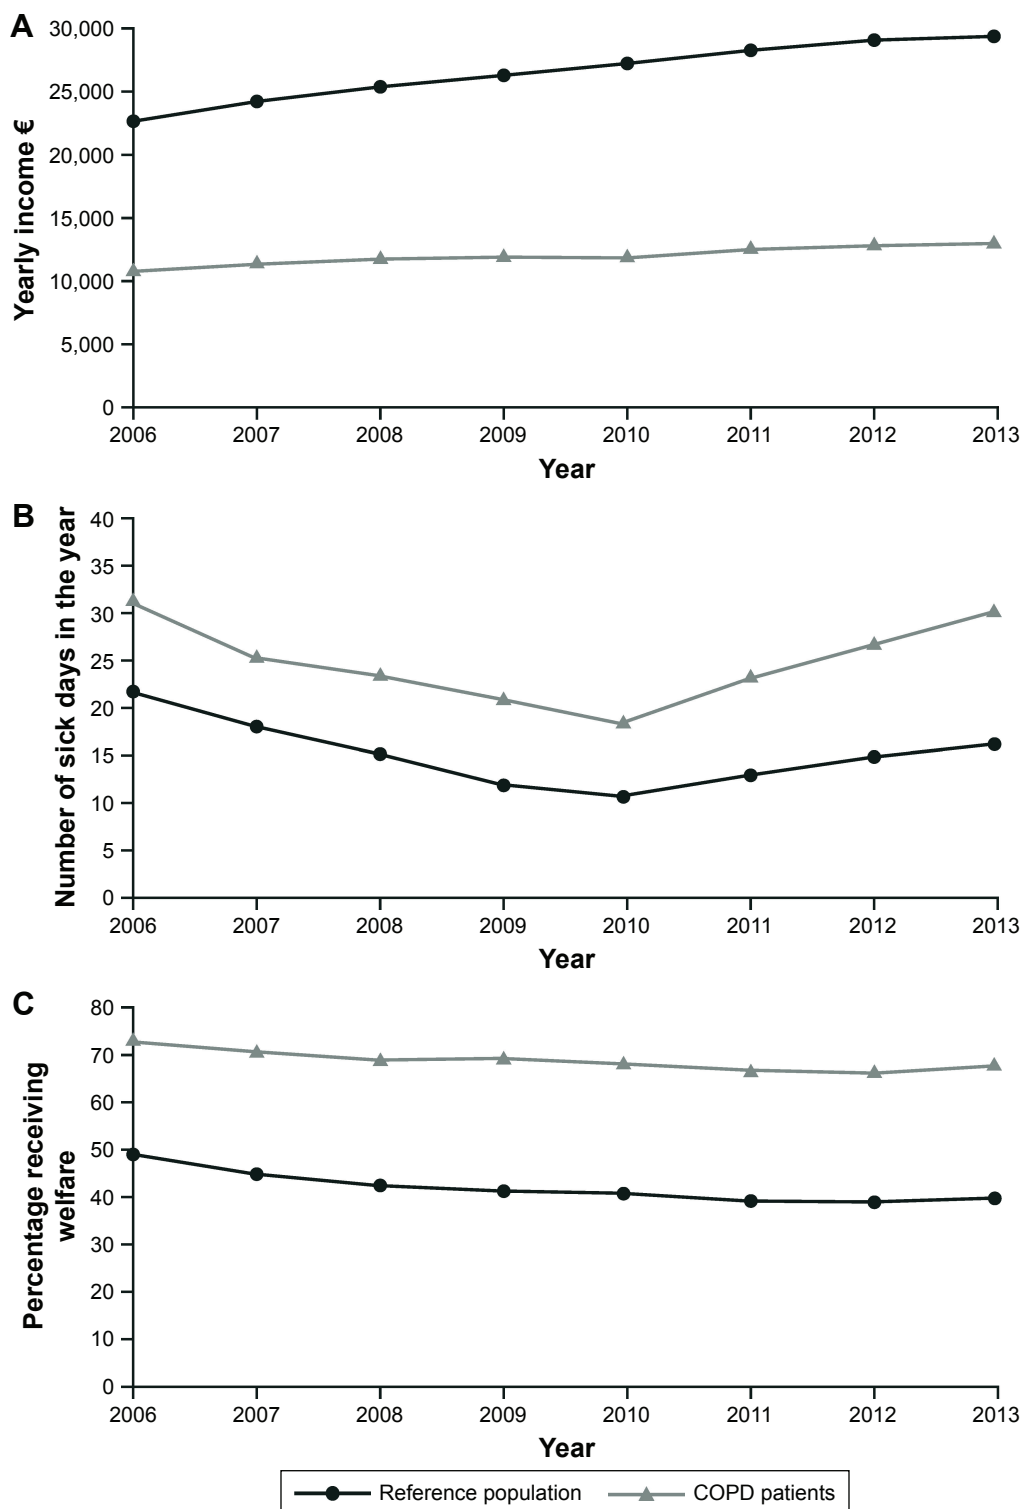 A
Yearly income €
30,000
25,000
20,000
15,000
10,000
5,000
0
2006 2007 2008 2009 2010 2011 2012 2013
Year
B
Number of sick days in the year
40
35
30
25
20
15
10
5
0
2006 2007 2008 2009 2010 2011 2012 2013
Year
C
Percentage receiving
welfare
80
70
60
50
40
30
20
10
0
2006 2007 2008 2009 2010 2011 2012 2013
Year
Reference population COPD patients